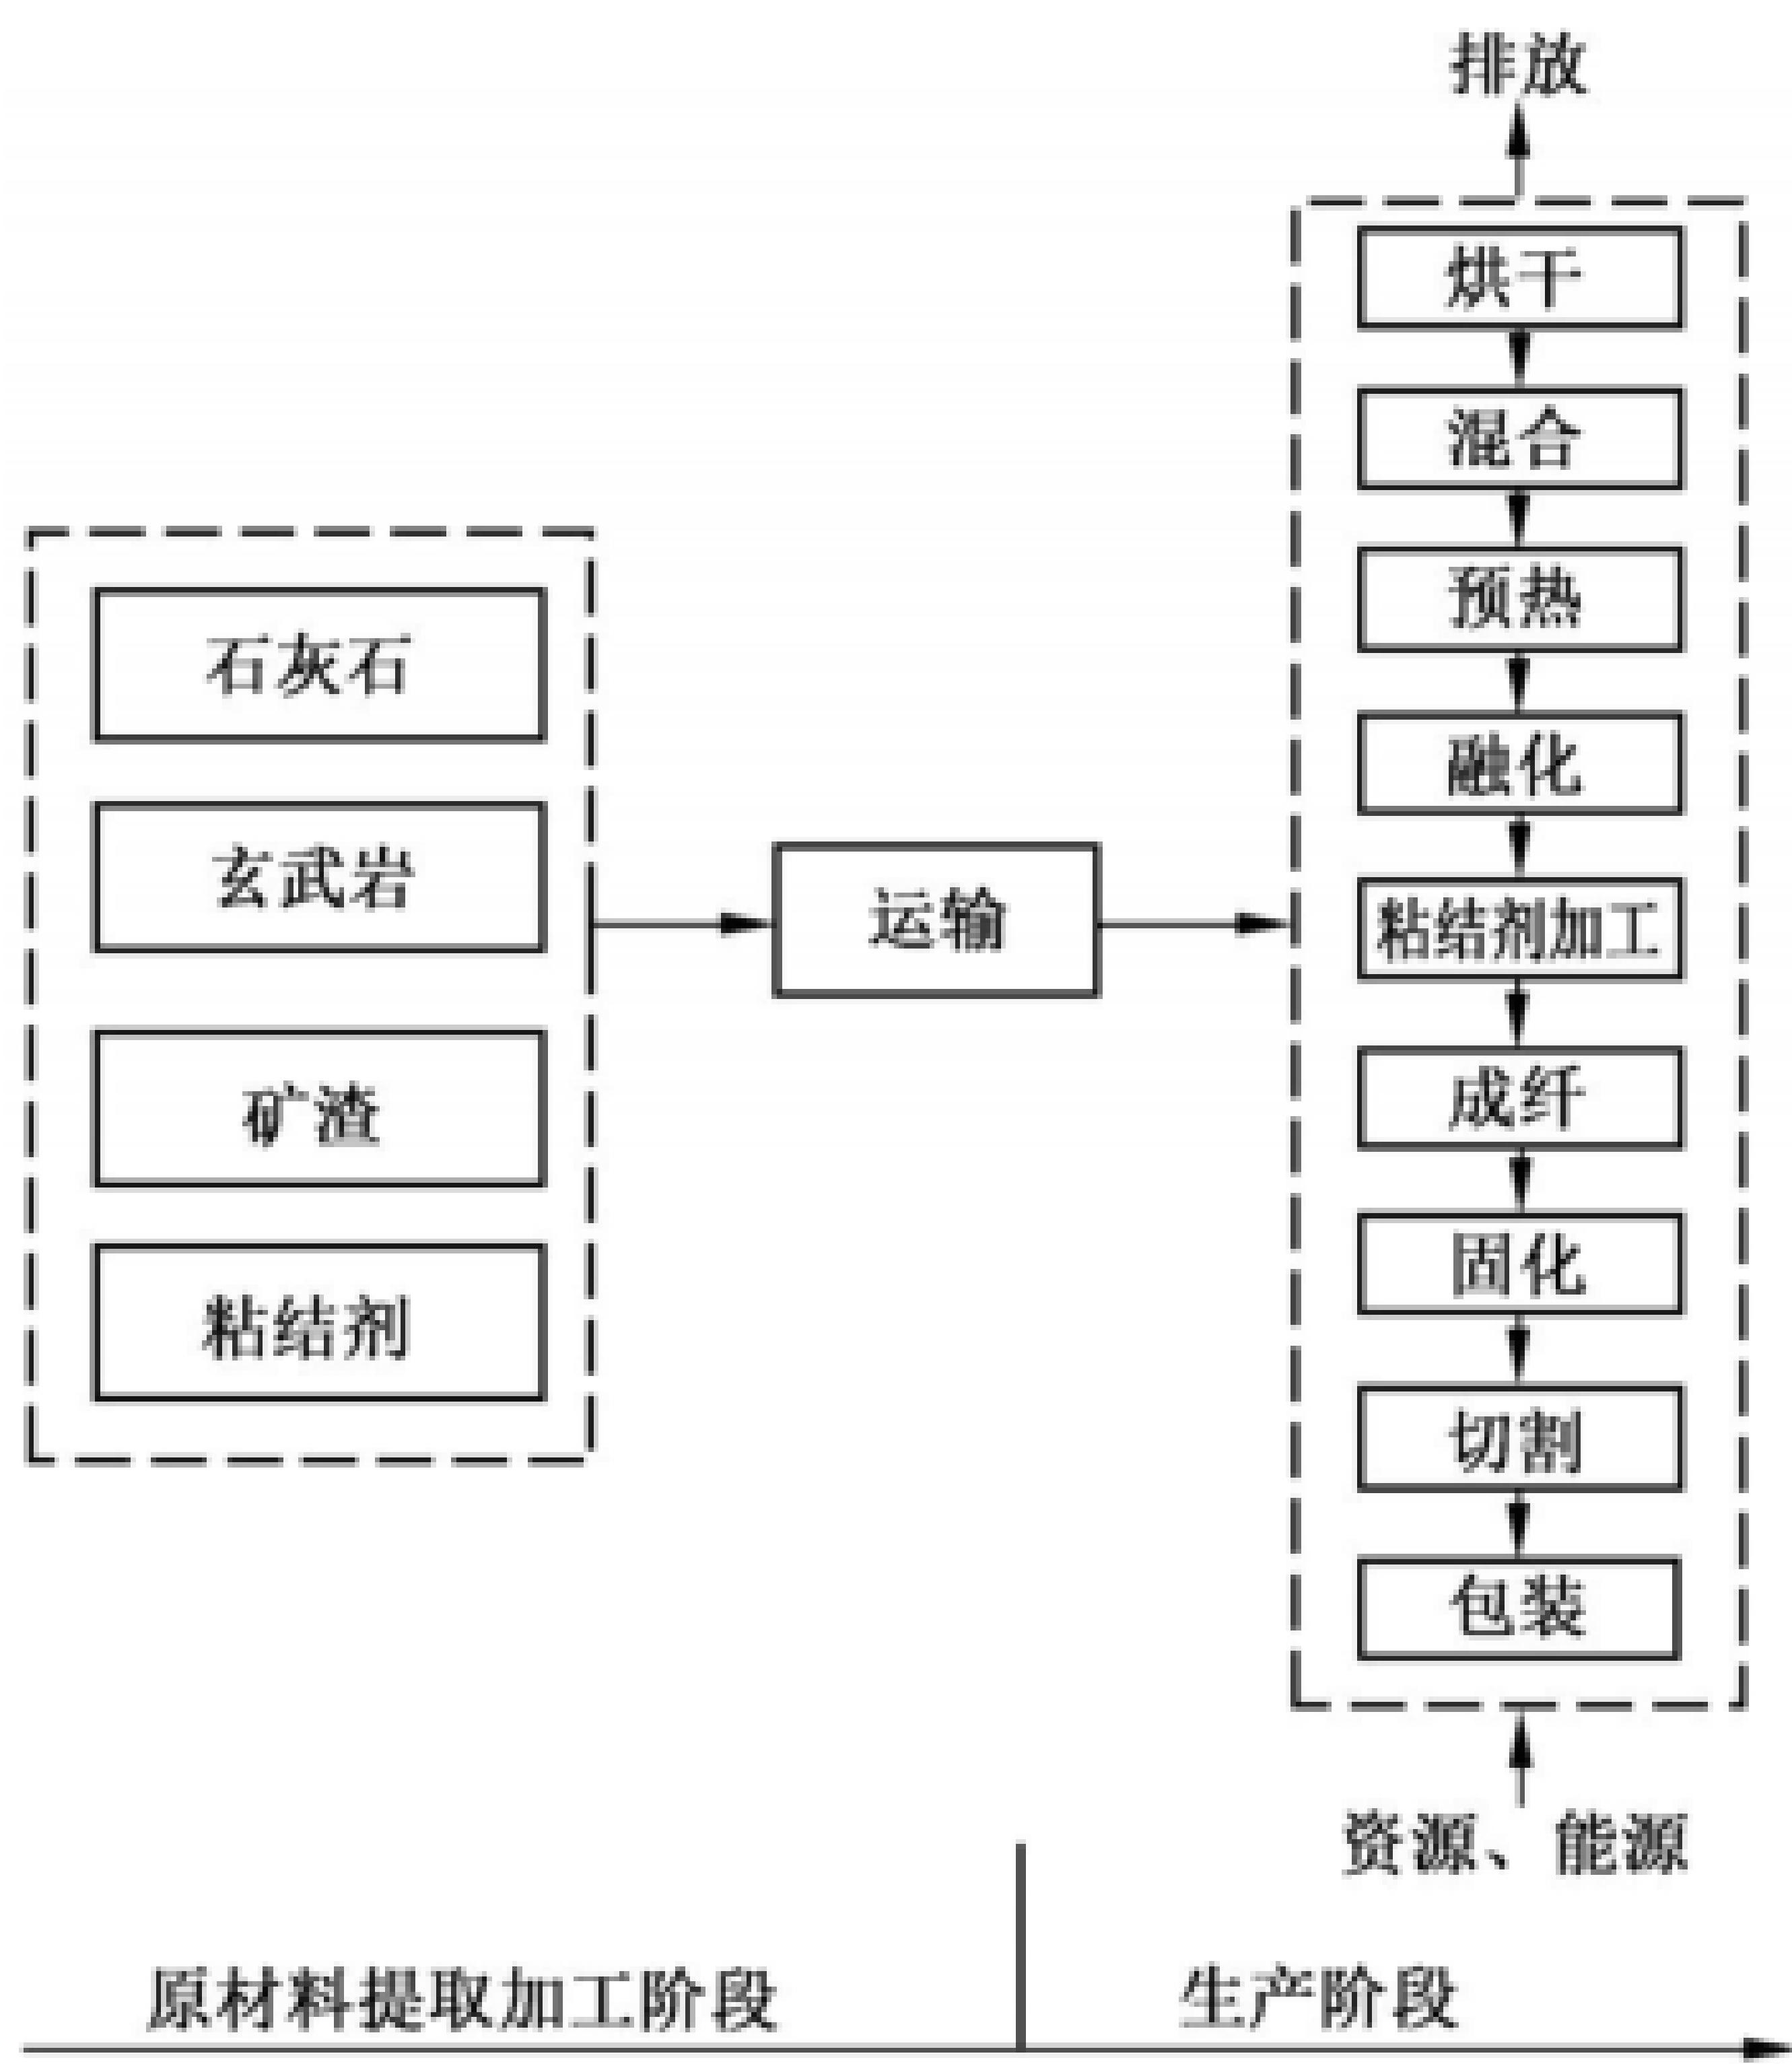 石灰石
玄武岩
矿渣
粘结剂
运输
排放
烘干
混合
预热
融化
粘结剂加工
成纤
固化
切割
包装
资源、能源
原材料提取加工阶段
生产阶段